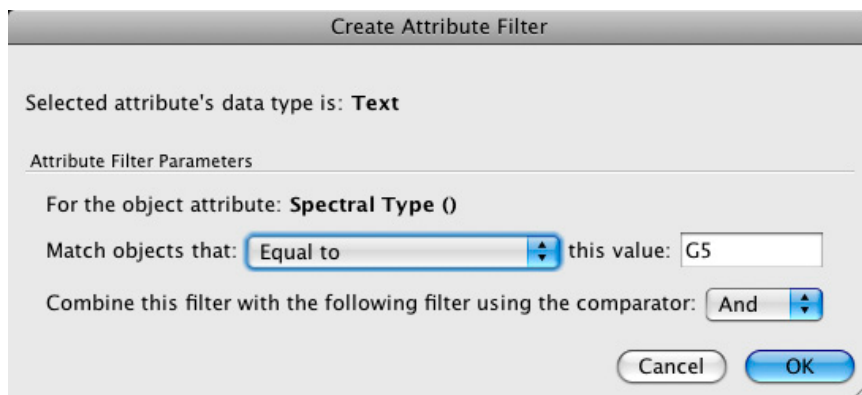 Create Attribute Filter
Selected attribute's data type is: Text
Attribute Filter Parameters
For the object attribute: Spectral Type ()
Match objects that: Equal to this value: G5
Combine this filter with the following filter using the comparator: And
Cancel OK